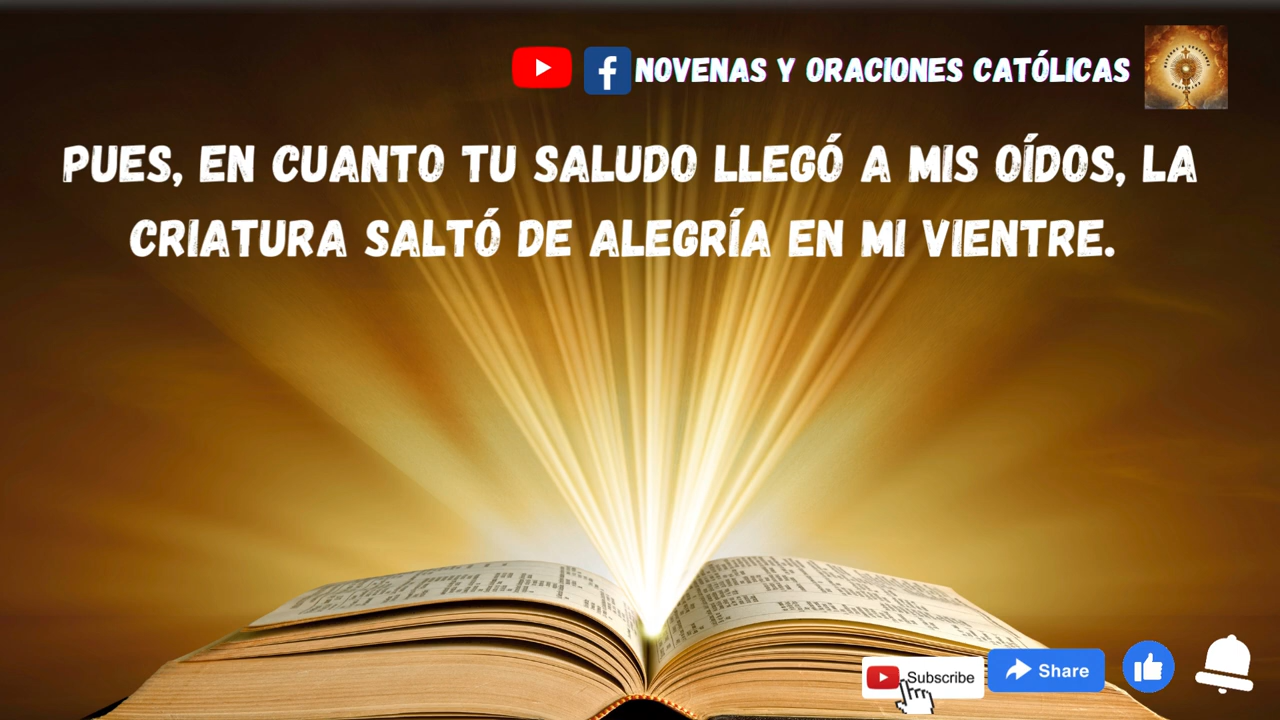 NOVENAS Y ORACIONES CATÓLICAS
PUES, EN CUANTO TU SALUDO LLEGÓ A MIS OÍDOS, LA
CRIATURA SALTÓ DE ALEGRÍA EN MI VIENTRE.
Subscribe
Share